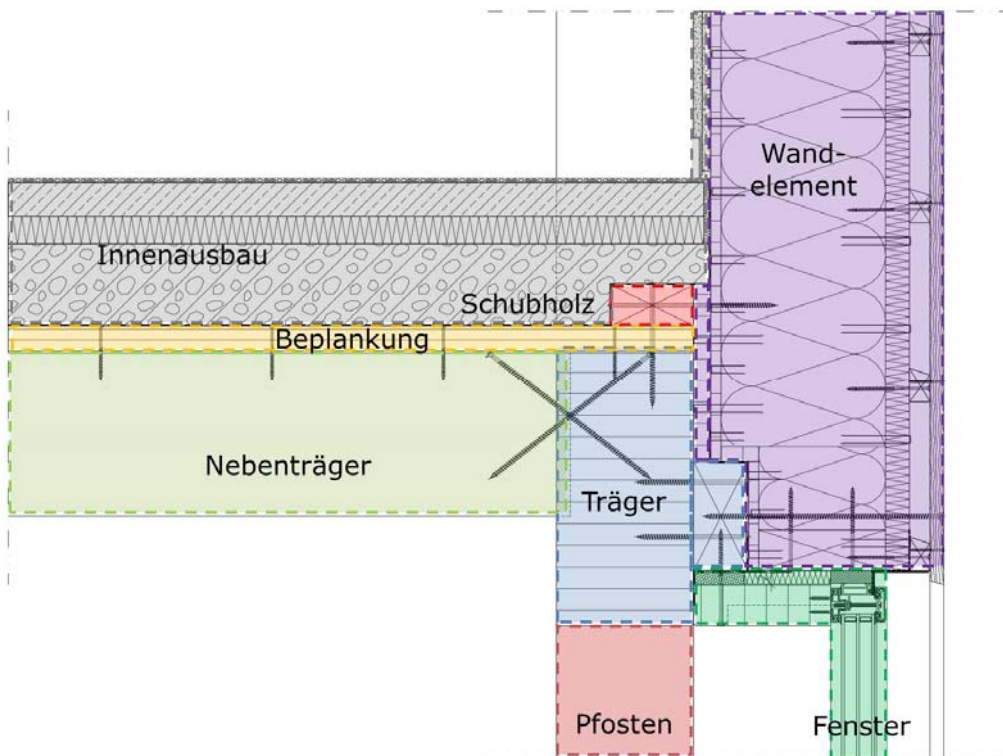 Wand-
element
Innenausbau
Schubholz
Beplankung
Nebenträger
Träger
Pfosten
Fenster